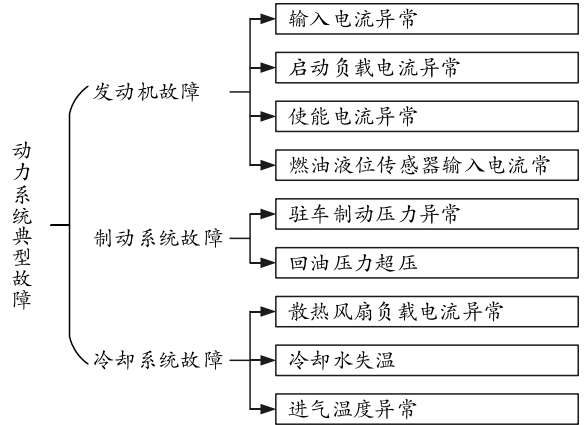 动力系统典型故障
发动机故障
输入电流异常
启动负载电流异常
使能电流异常
燃油液位传感器输入电流常
制动系统故障
驻车制动压力异常
回油压力超压
冷却系统故障
散热风扇负载电流异常
冷却水失温
进气温度异常